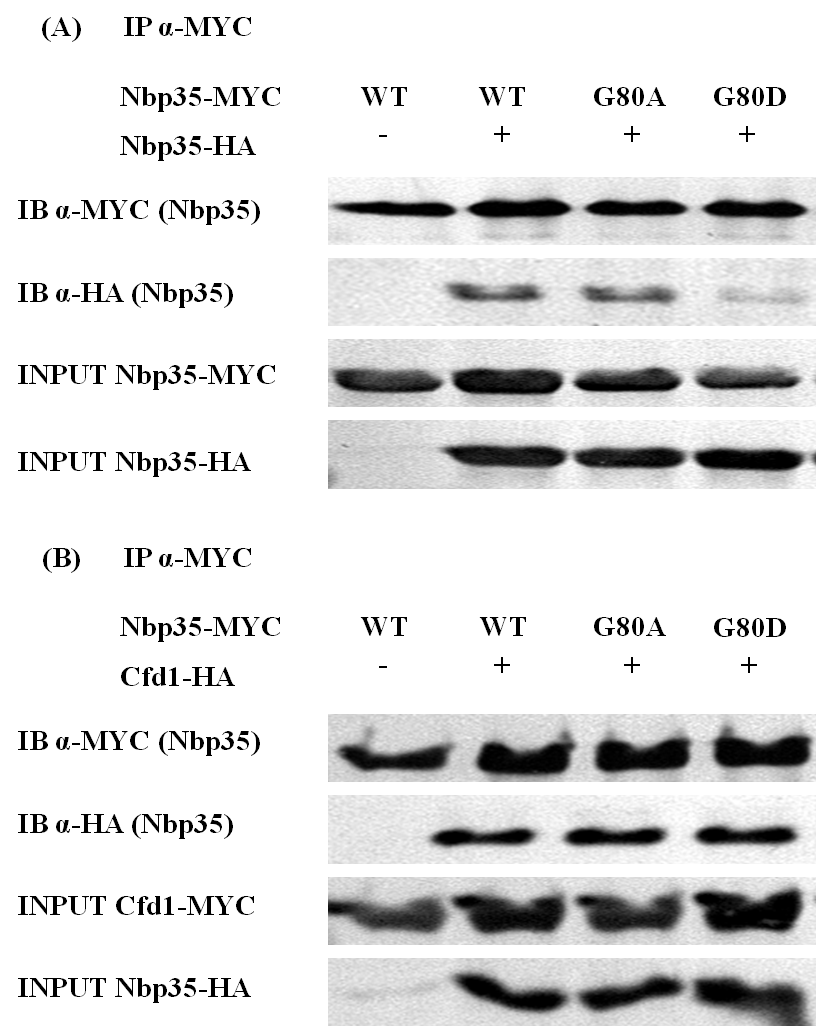 (A) IP α-MYC
Nbp35-MYC WT WT G80A G80D
Nbp35-HA - + + +
IB α-MYC (Nbp35)
IB α-HA (Nbp35)
INPUT Nbp35-MYC
INPUT Nbp35-HA
(B) IP α-MYC
Nbp35-MYC WT WT G80A G80D
Cfd1-HA - + + +
IB α-MYC (Nbp35)
IB α-HA (Nbp35)
INPUT Cfd1-MYC
INPUT Nbp35-HA